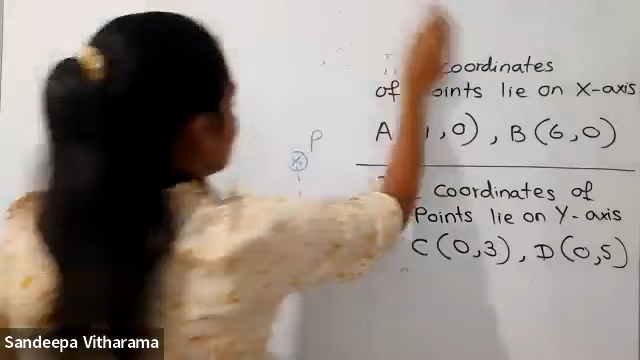 P
coordinates
of points lie on X-axis
A 1,0), B(6,0)
coordinates of
points lie on Y-axis
C(0,3), D(0,5)
Sandeepa Vitharama